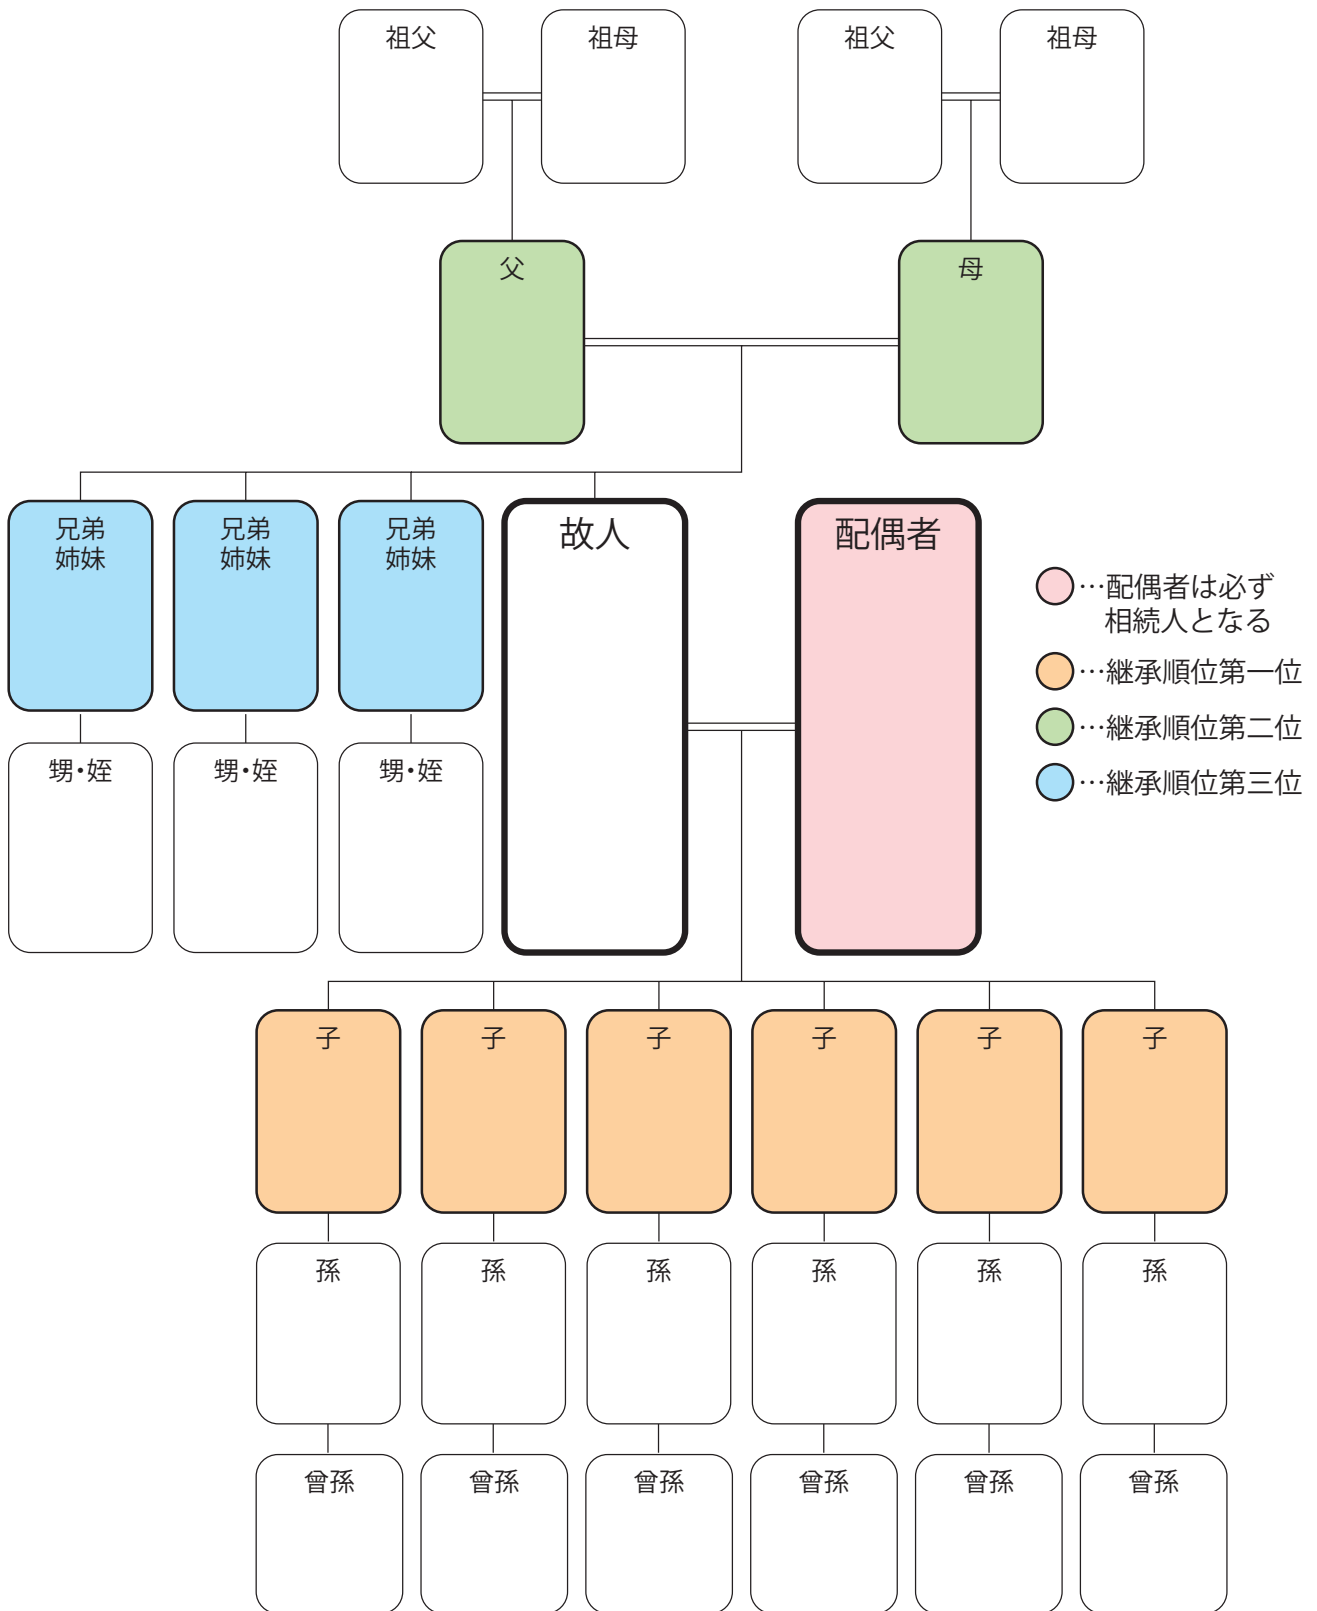 祖父
祖母
祖父
祖母
父
母
兄弟
姉妹
兄弟
姉妹
兄弟
姉妹
故人
配偶者
…配偶者は必ず
相続人となる
…継承順位第一位
…継承順位第二位
…継承順位第三位
甥・姪
甥・姪
甥・姪
子
子
子
子
子
子
孫
孫
孫
孫
孫
孫
曾孫
曾孫
曾孫
曾孫
曾孫
曾孫